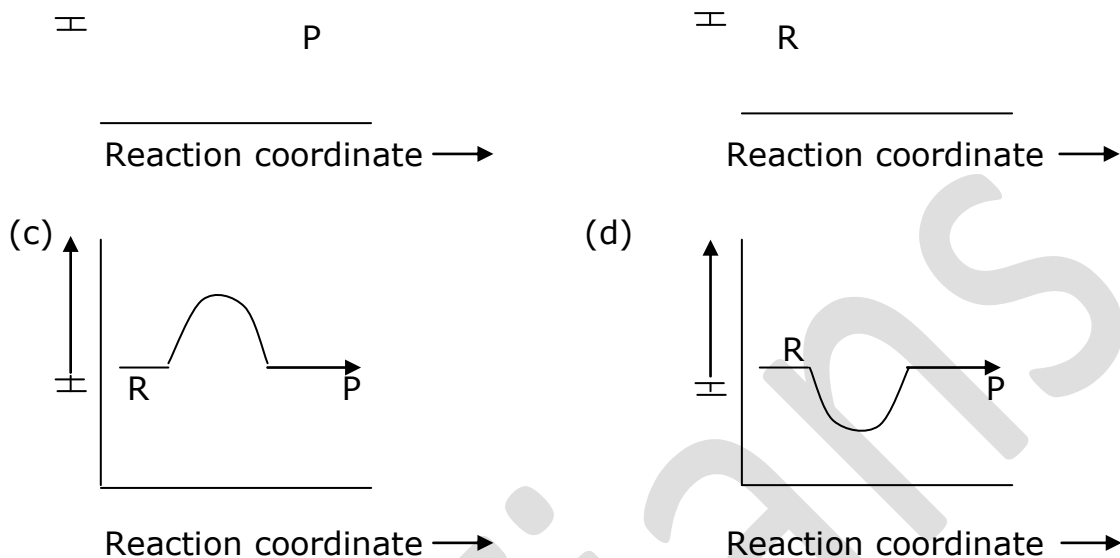 H P H R
Reaction coordinate Reaction coordinate
(c) (d)
R P H R P H
Reaction coordinate Reaction coordinate